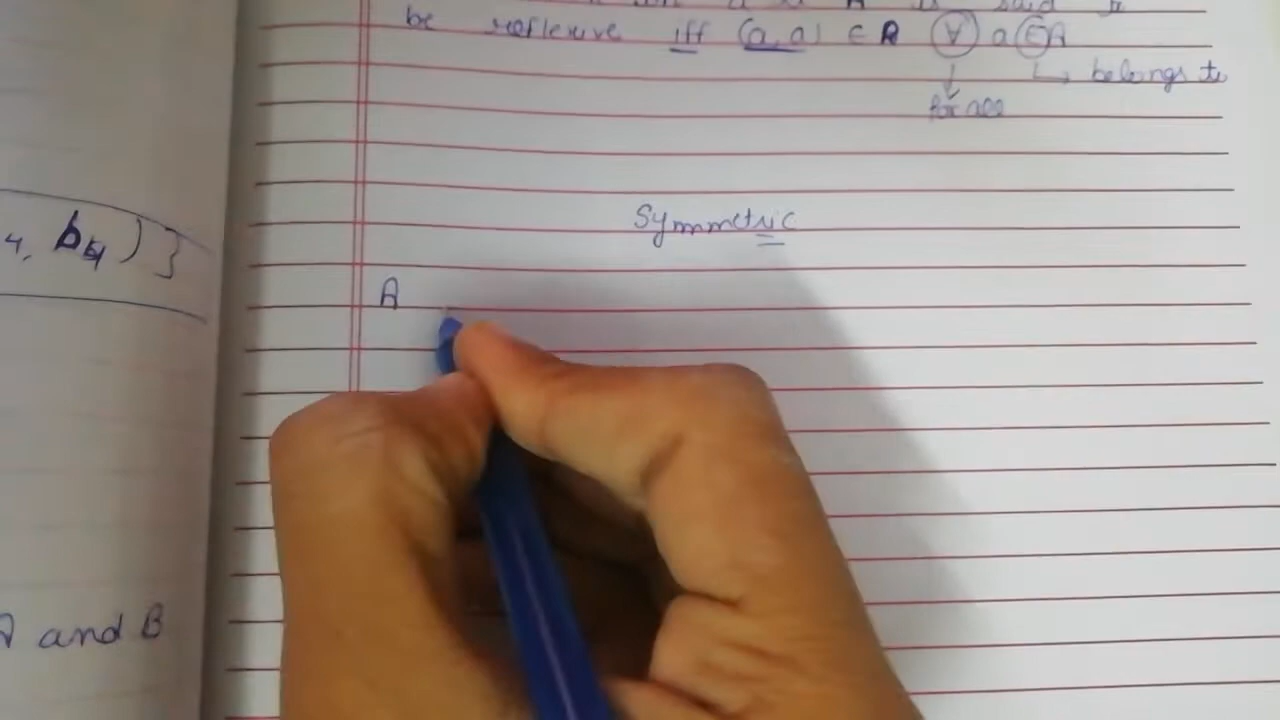 be reflexive iff (a,a) ∈ R ∀ a ∈ A
↳ belongs to
for all
Symmetric
A
4, b4) }
and B